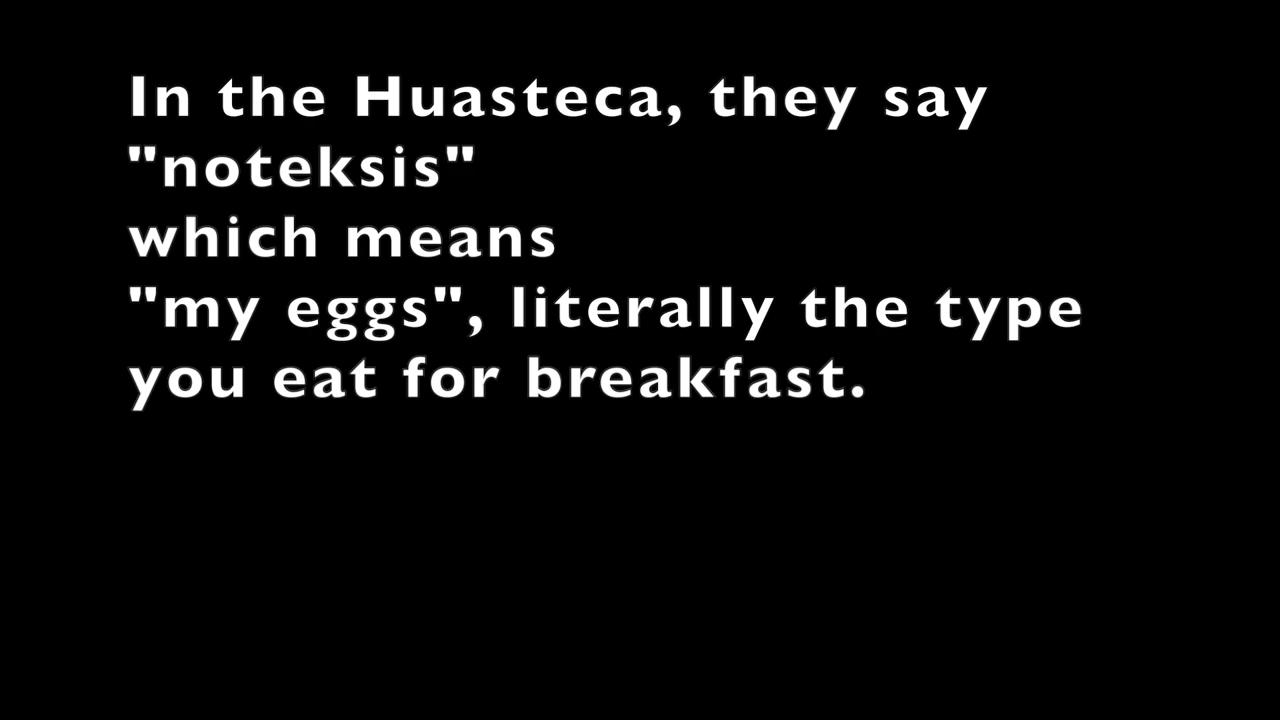 In the Huasteca, they say
"noteksis"
which means
"my eggs", literally the type
you eat for breakfast.